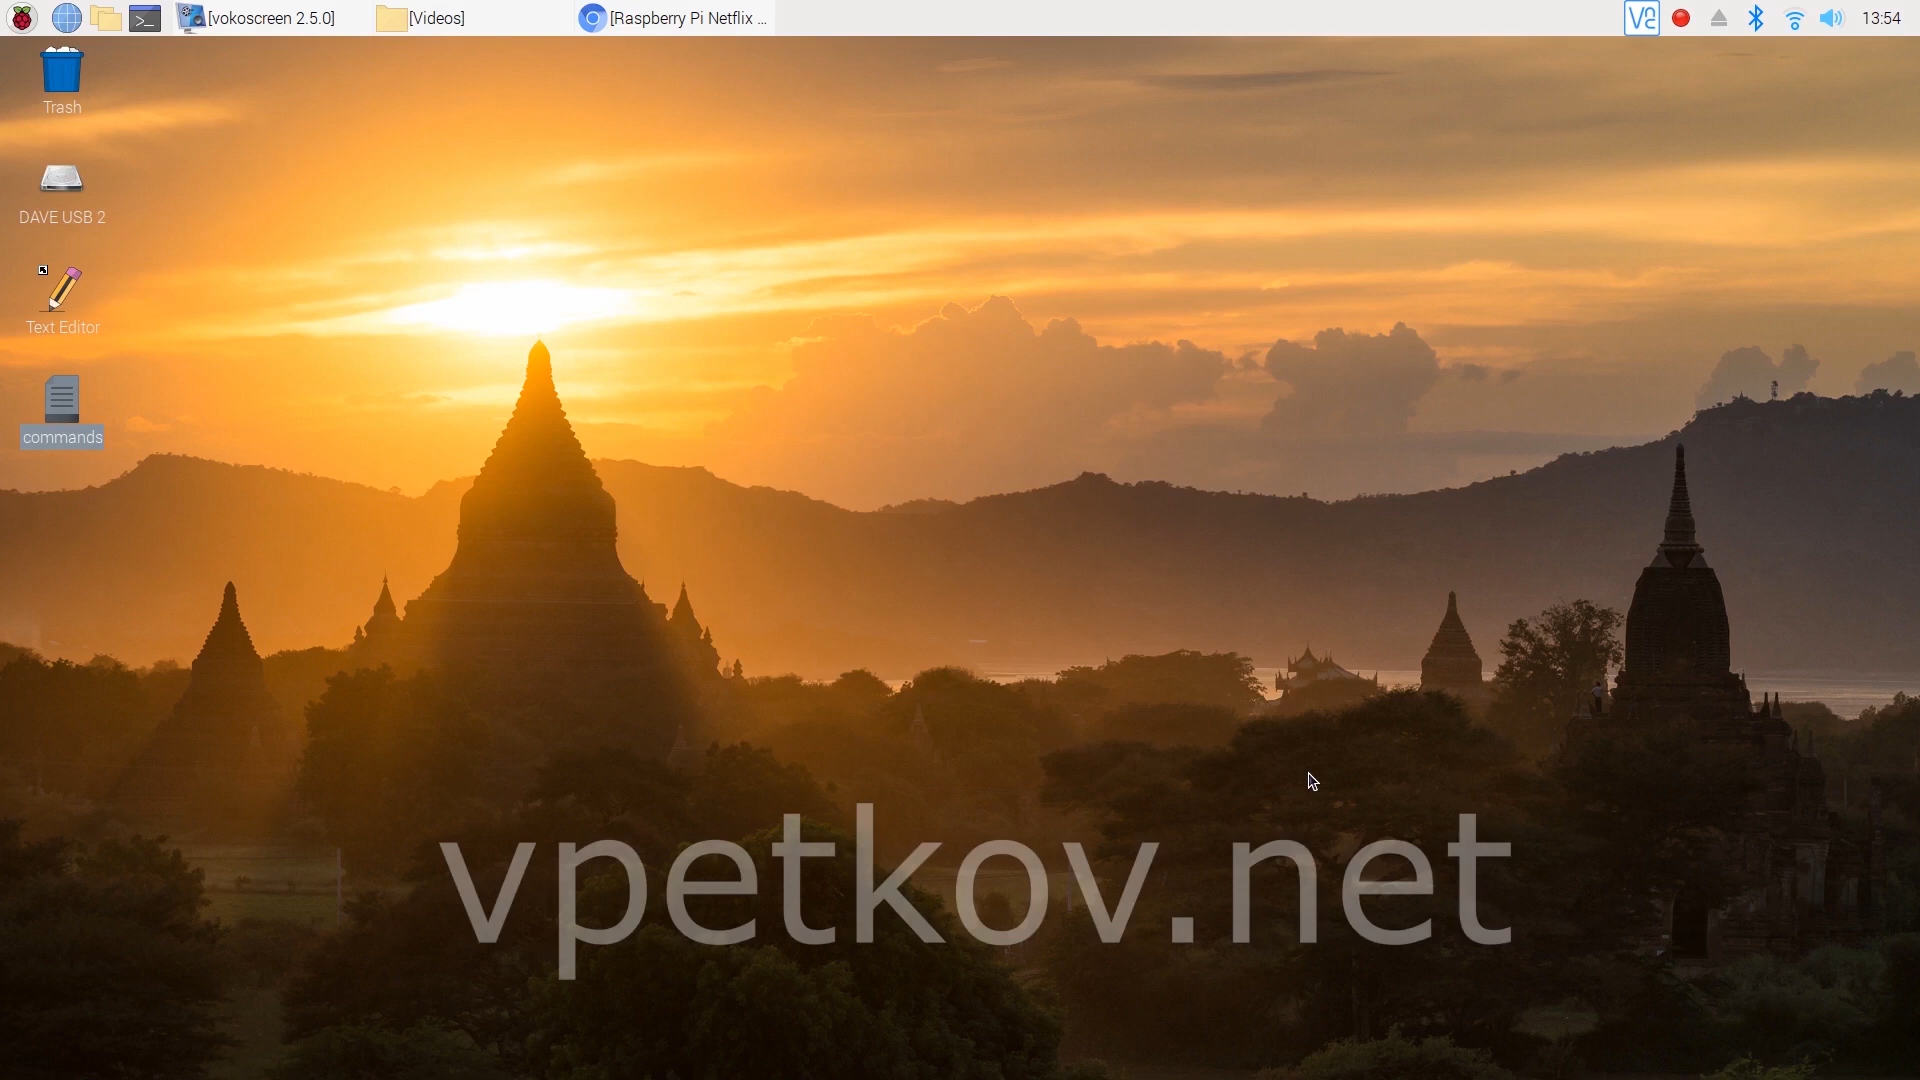 [vokoscreen 2.5.0] [Videos] [Raspberry Pi Netflix ... 13:54
Trash
DAVE USB 2
Text Editor
commands
vpetkov.net